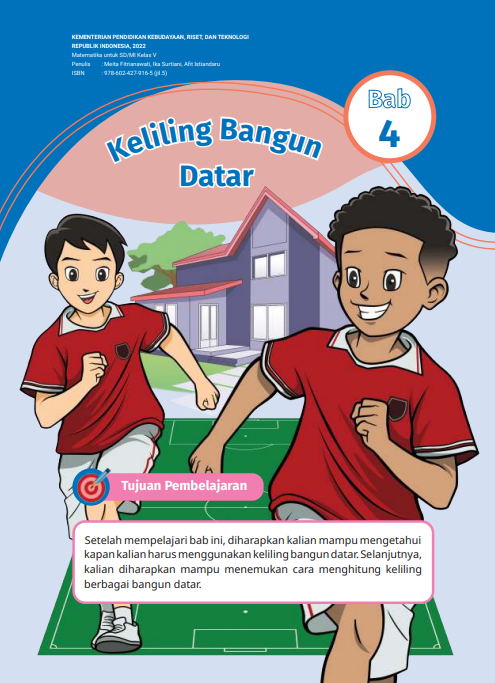 KEMENTERIAN PENDIDIKAN KEBUDAYAAN, RISET, DAN TEKNOLOGI
REPUBLIK INDONESIA, 2022
Matematika untuk SD/MI Kelas V
Penulis : Meita Fitrianawati, Ika Surtiani, Afit Istiandaru
ISBN : 978-602-427-916-5 (jil.5)
Bab
4
Keliling Bangun
Datar
Tujuan Pembelajaran
Setelah mempelajari bab ini, diharapkan kalian mampu mengetahui
kapan kalian harus menggunakan keliling bangun datar. Selanjutnya,
kalian diharapkan mampu menemukan cara menghitung keliling
berbagai bangun datar.